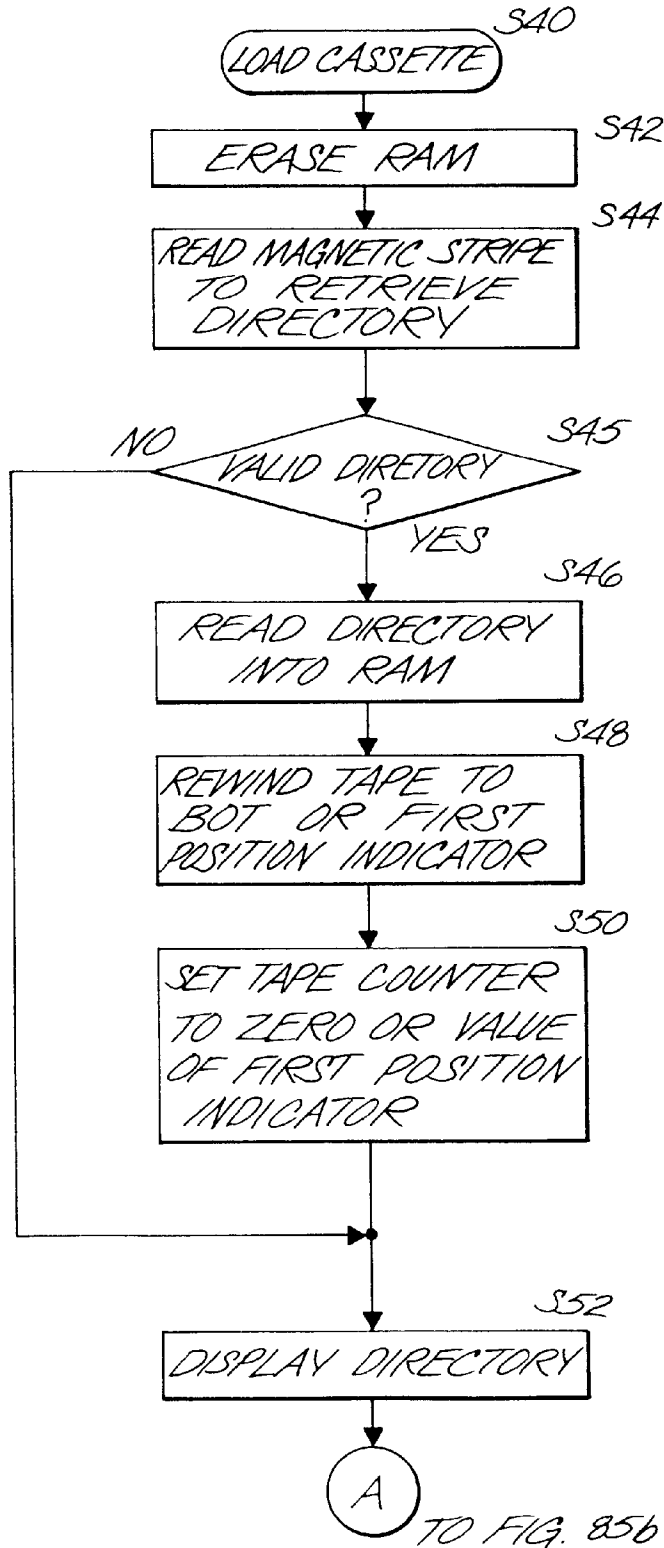 S40
LOAD CASSETTE
S42
ERASE RAM
S44
READ MAGNETIC STRIPE
TO RETRIEVE
DIRECTORY
NO
S45
VALID DIRETORY
?
YES
S46
READ DIRECTORY
INTO RAM
S48
REWIND TAPE TO
BOT OR FIRST
POSITION INDICATOR
S50
SET TAPE COUNTER
TO ZERO OR VALUE
OF FIRST POSITION
INDICATOR
S52
DISPLAY DIRECTORY
A
TO FIG. 85b